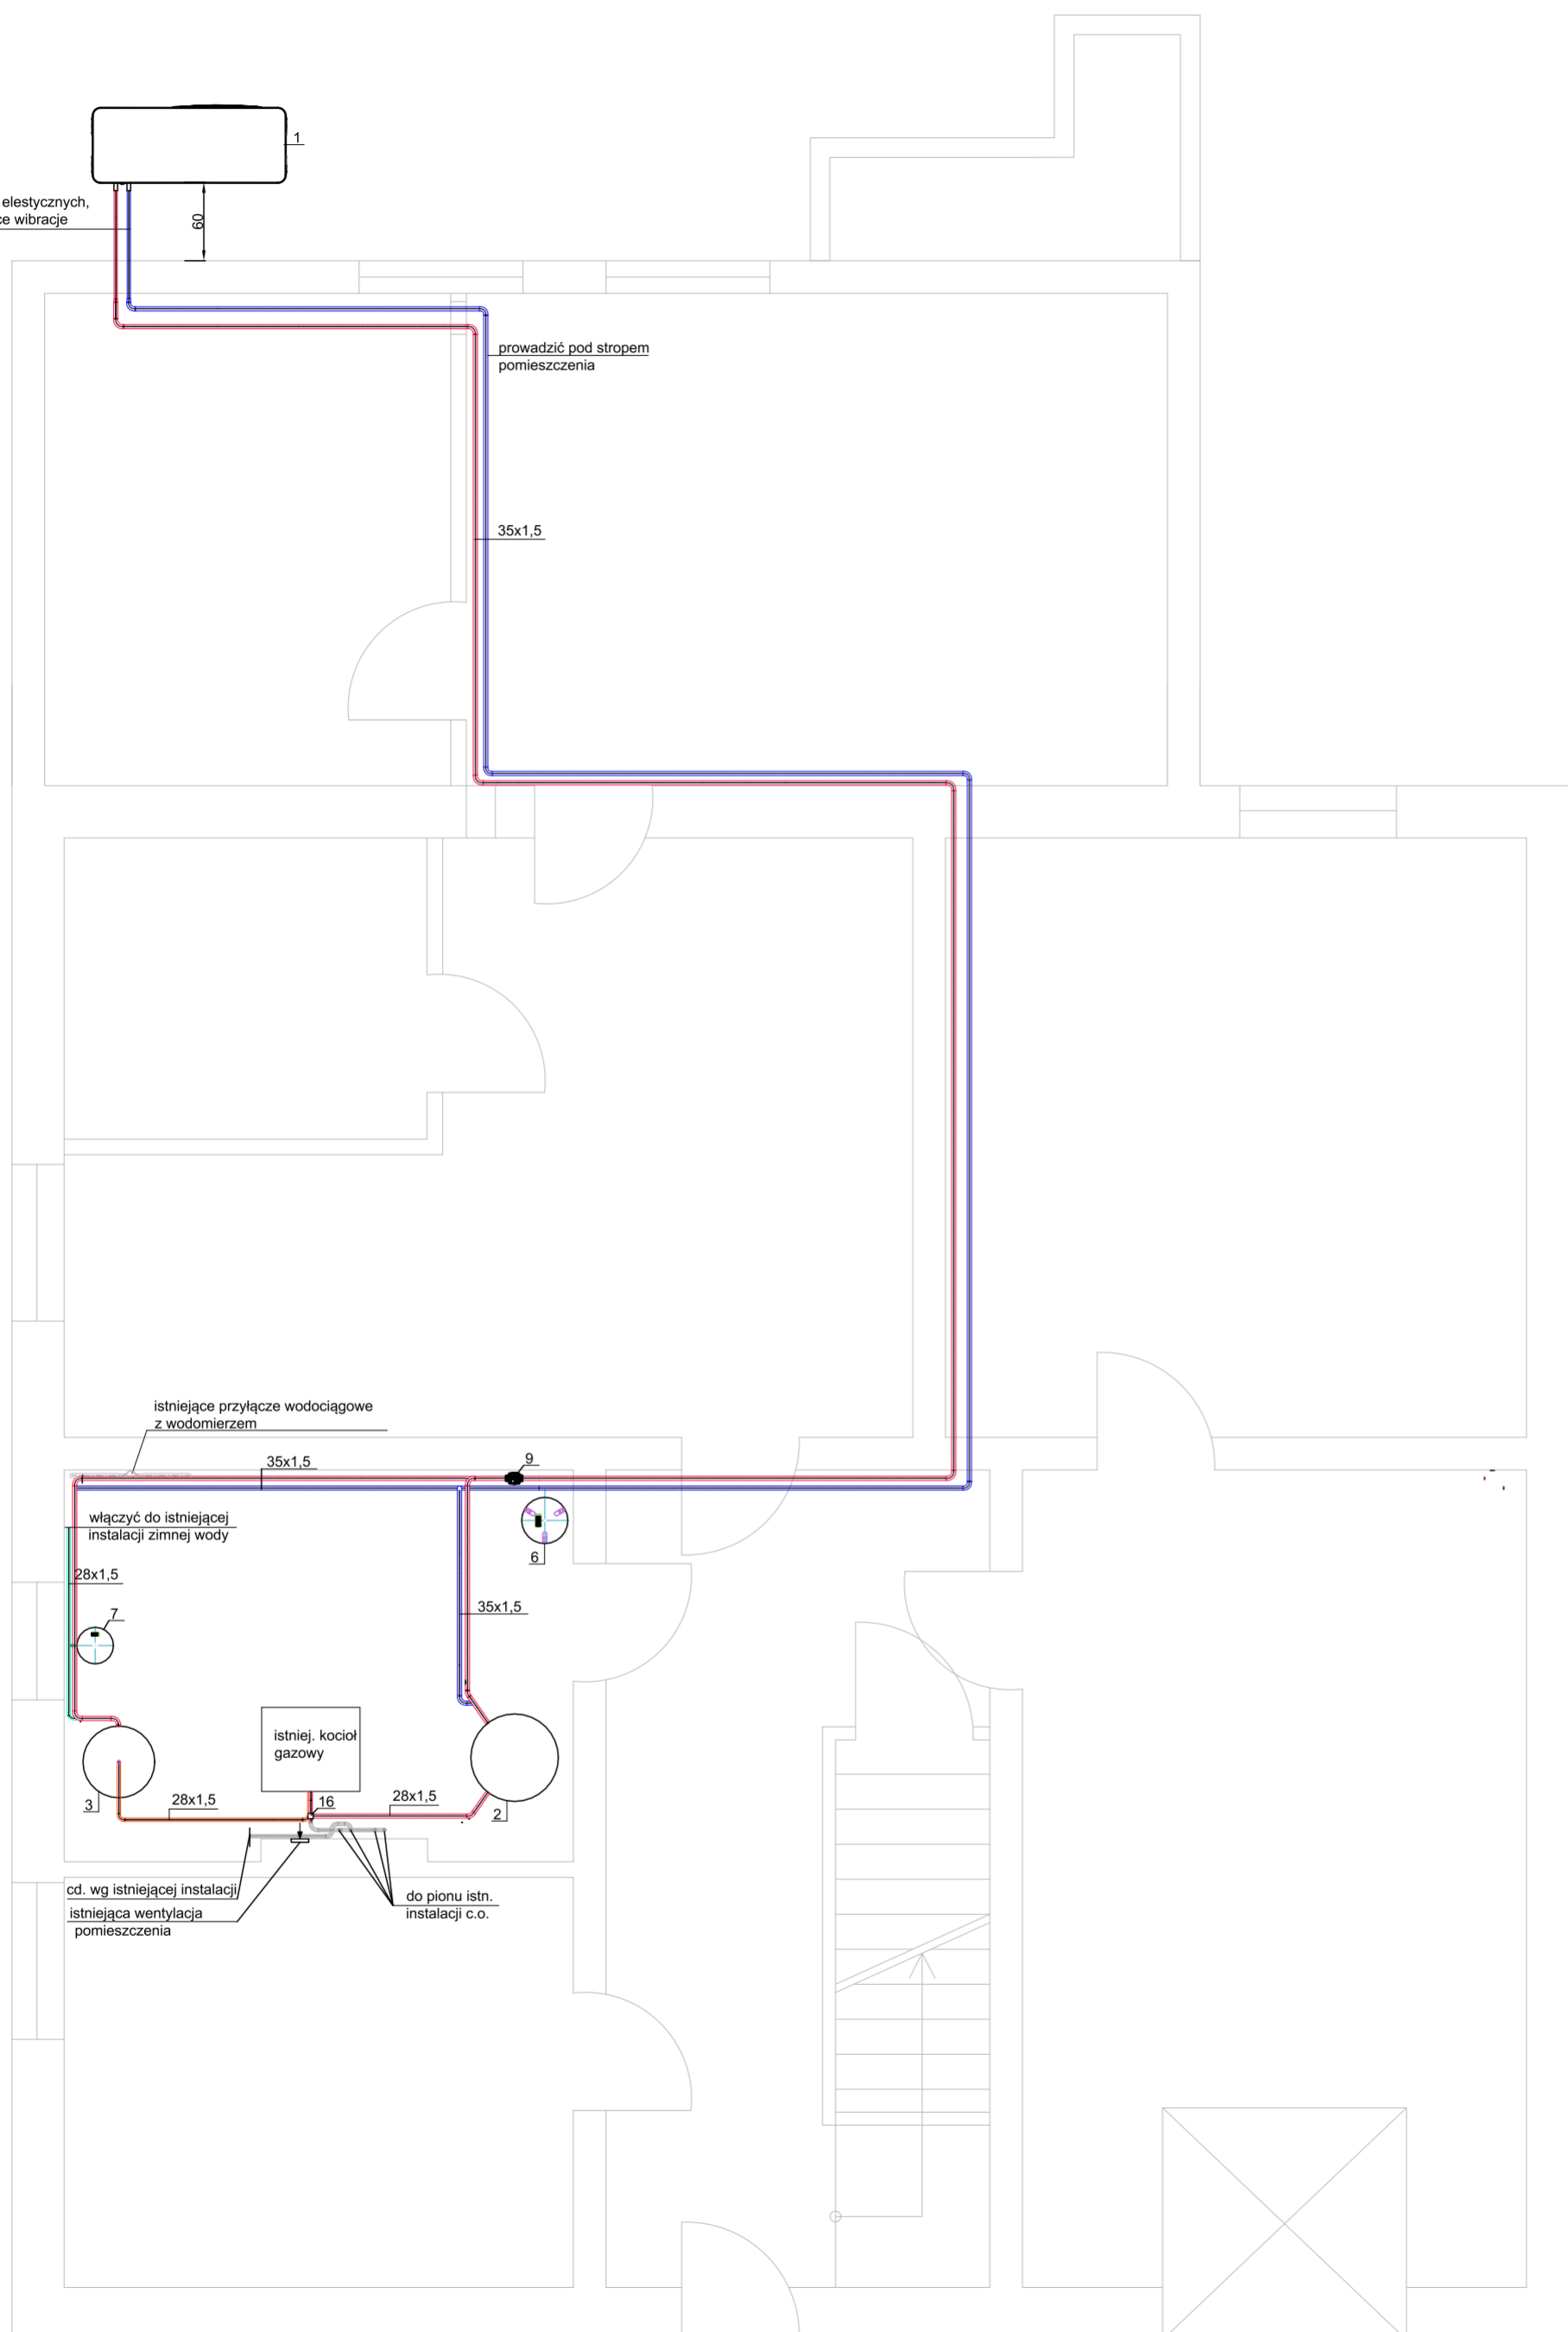 1
elestycznych,
ce wibracje
60
prowadzić pod stropem
pomieszczenia
35x1,5
istniejące przyłącze wodociągowe
z wodomierzem
35x1,5
9
włączyć do istniejącej
instalacji zimnej wody
6
28x1,5
35x1,5
7
istniej. kocioł
gazowy
28x1,5
16
28x1,5
3
2
cd. wg istniejącej instalacji
do pionu istn.
instalacji c.o.
istniejąca wentylacja
pomieszczenia